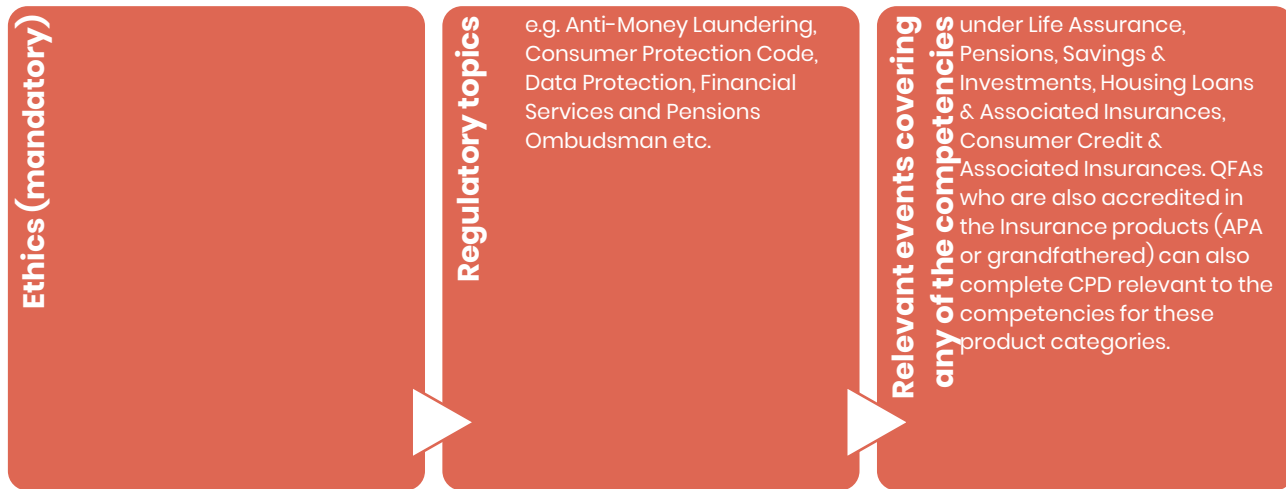 Ethics (mandatory)
Regulatory topics
e.g. Anti-Money Laundering,
Consumer Protection Code,
Data Protection, Financial
Services and Pensions
Ombudsman etc.
Relevant events covering
any of the competencies
under Life Assurance,
Pensions, Savings &
Investments, Housing Loans
& Associated Insurances,
Consumer Credit &
Associated Insurances. QFAs
who are also accredited in
the Insurance products (APA
or grandfathered) can also
complete CPD relevant to the
competencies for these
product categories.